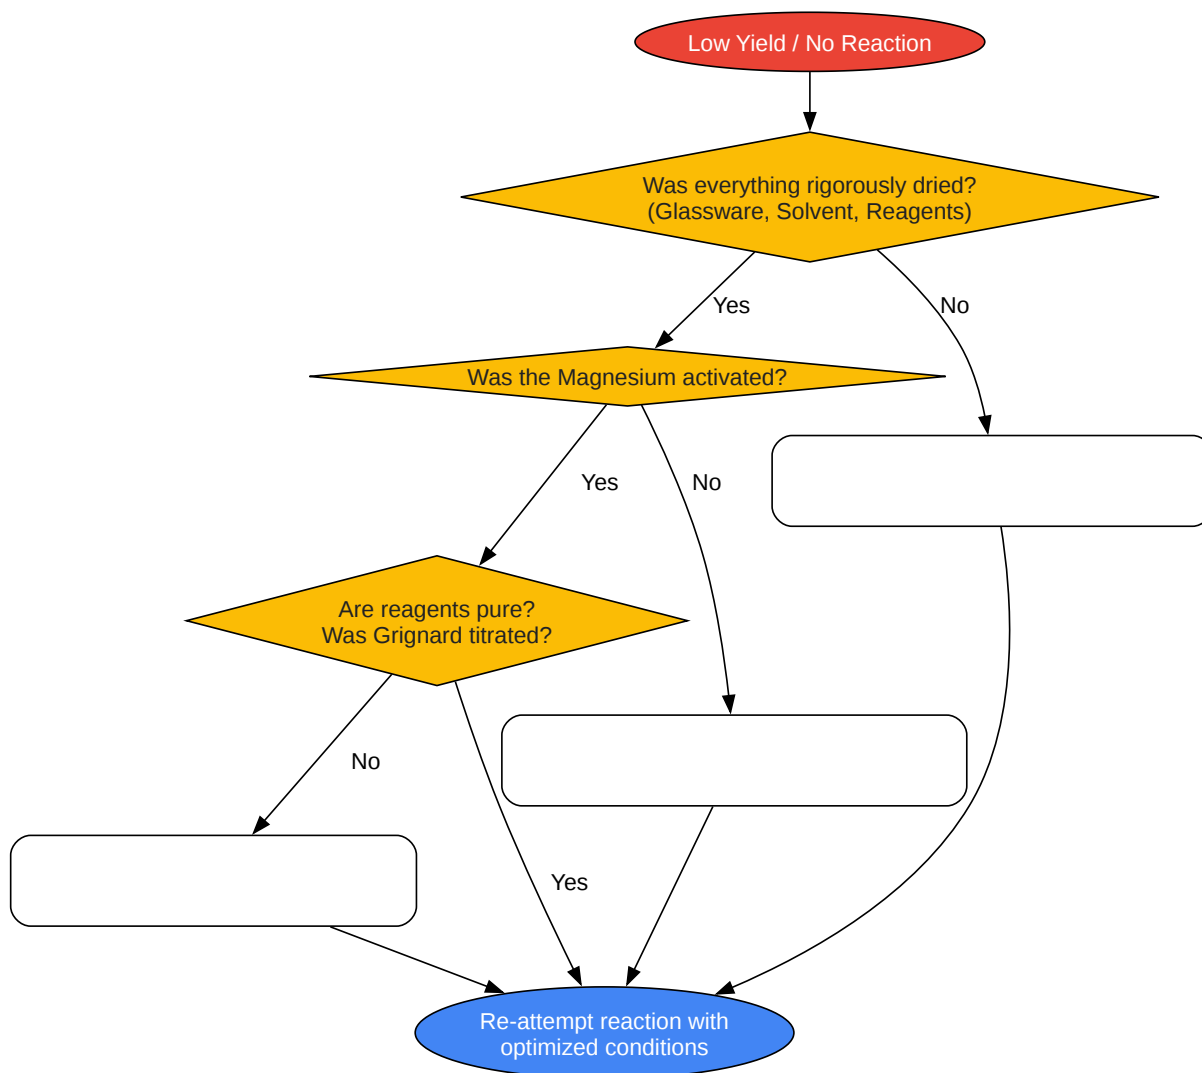 Low Yield / No Reaction
Was everything rigorously dried?
(Glassware, Solvent, Reagents)
Yes
No
Was the Magnesium activated?
Yes
No
Are reagents pure?
Was Grignard titrated?
No
Yes
Re-attempt reaction with
optimized conditions